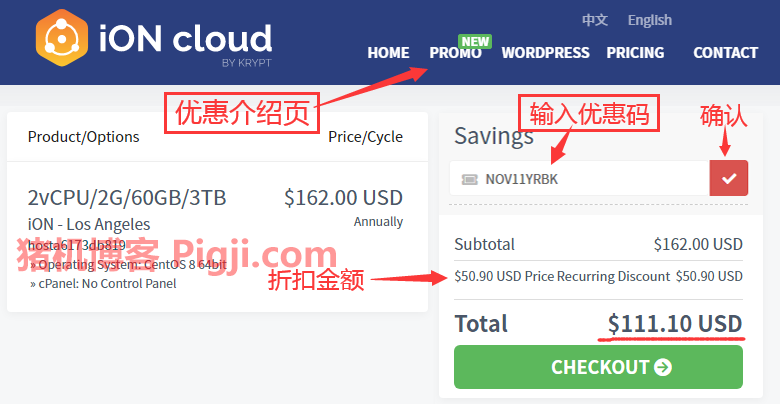 iON cloud
BY KRYPT
中文 English
HOME PROMO NEW WORDPRESS PRICING CONTACT
优惠介绍页
输入优惠码
确认
Product/Options Price/Cycle
2vCPU/2G/60GB/3TB $162.00 USD
iON - Los Angeles Annually
hosta6173db819
猪机博客 Pigji.com
» Operating System: CentOS 8 64bit
» cPanel: No Control Panel
Savings
NOV11YRBK
Subtotal $162.00 USD
折扣金额
$50.90 USD Price Recurring Discount $50.90 USD
Total $111.10 USD
CHECKOUT